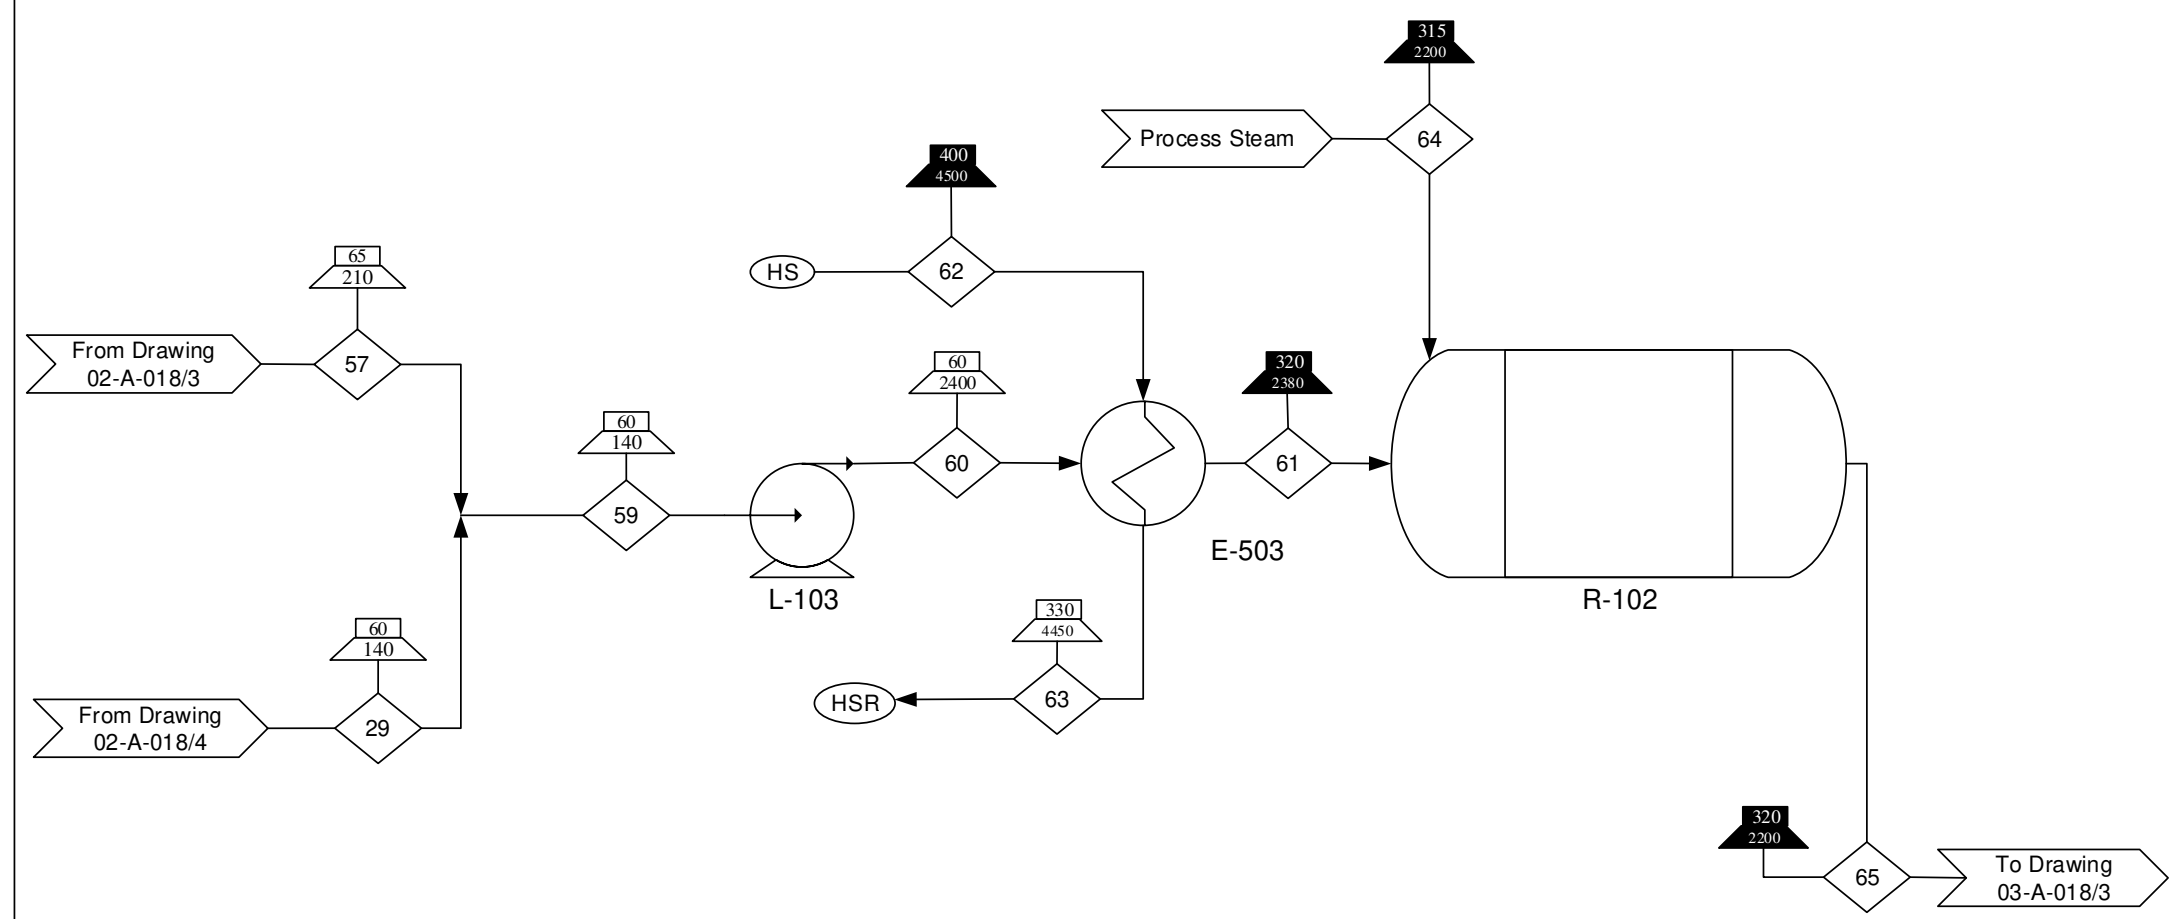 315
2200
Process Steam
64
400
4500
HS
62
65
210
From Drawing
02-A-018/3
57
60
2400
60
320
2380
61
60
140
59
L-103
E-503
R-102
330
4450
HSR
63
60
140
From Drawing
02-A-018/4
29
320
2200
65
To Drawing
03-A-018/3